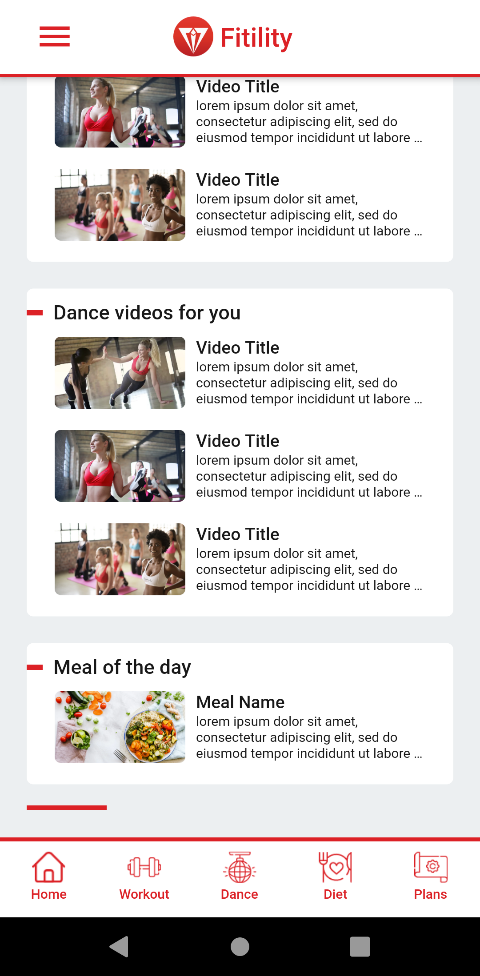 Fitility
Video Title
lorem ipsum dolor sit amet,
consectetur adipiscing elit, sed do
eiusmod tempor incididunt ut labore ...
Video Title
lorem ipsum dolor sit amet,
consectetur adipiscing elit, sed do
eiusmod tempor incididunt ut labore ...
Dance videos for you
Video Title
lorem ipsum dolor sit amet,
consectetur adipiscing elit, sed do
eiusmod tempor incididunt ut labore ...
Video Title
lorem ipsum dolor sit amet,
consectetur adipiscing elit, sed do
eiusmod tempor incididunt ut labore ...
Video Title
lorem ipsum dolor sit amet,
consectetur adipiscing elit, sed do
eiusmod tempor incididunt ut labore ...
Meal of the day
Meal Name
lorem ipsum dolor sit amet,
consectetur adipiscing elit, sed do
eiusmod tempor incididunt ut labore ...
Home Workout Dance Diet Plans